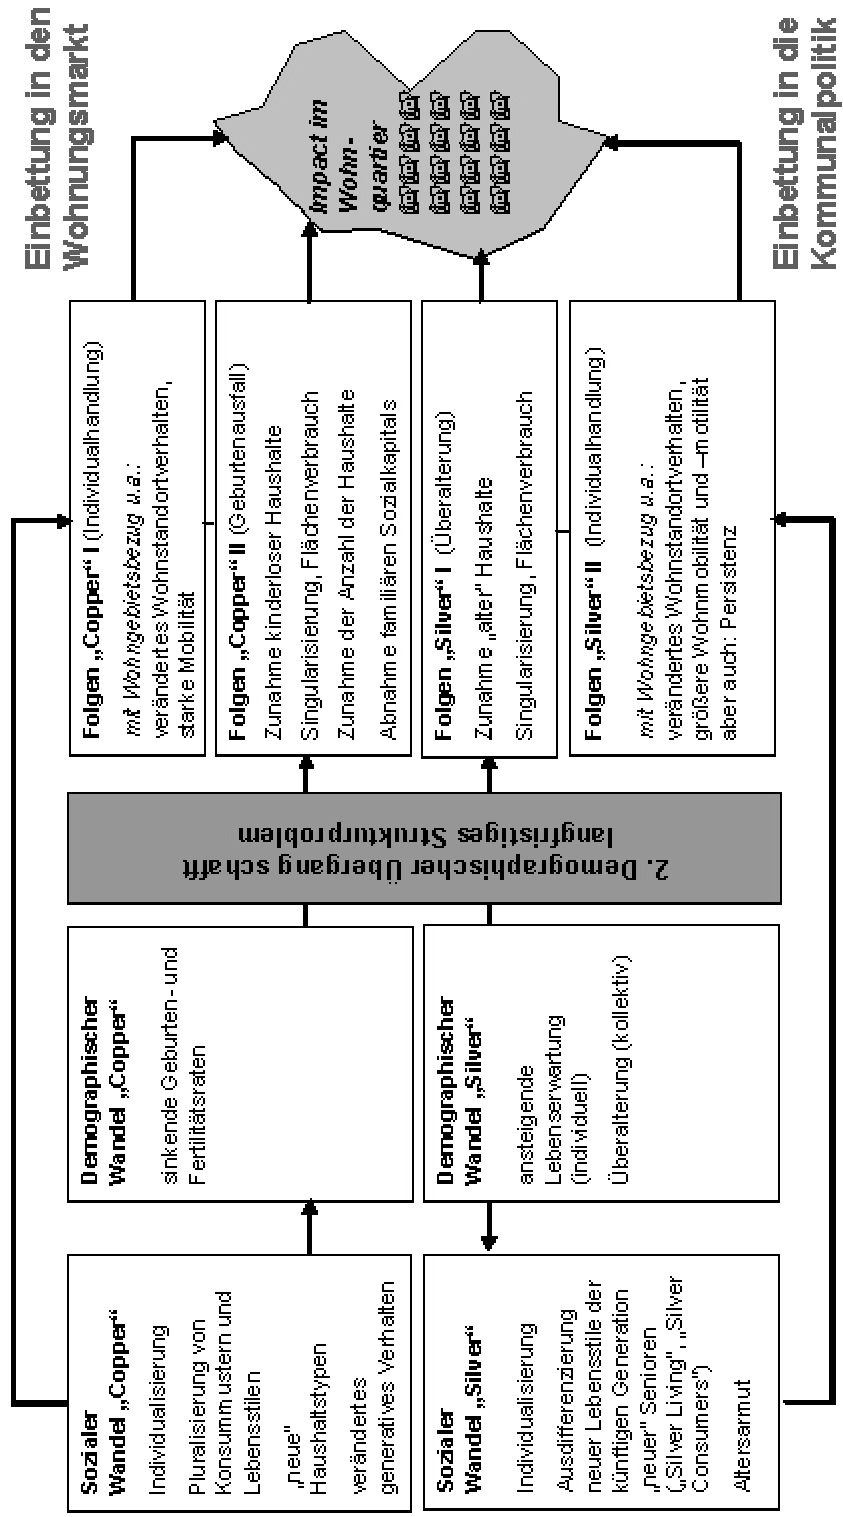 Einbettung in den
Wohnungsmarkt
Sozialer
Wandel „Copper“
Individualisierung
Pluralisierung von
Konsumm ustern und
Lebensstilen
„neue"
Haushaltstypen
verändertes
generatives Verhalten
Demographischer
Wandel „Copper“
sinkende Geburten- und
Fertilitätsraten
2. Demographischer Übergang schafft
langfristiges Strukturproblem
Folgen „Copper“ I (Individualhandlung)
mit Wohngebietsbezug u.a.:
verändertes Wohnstandortverhalten,
starke Mobilität
Folgen „Copper“ II (Geburtenausfall)
Zunahme kinderloser Haushalte
Singularisierung, Flächenverbrauch
Zunahme der Anzahl der Haushalte
Abnahme familiären Sozialkapitals
Impact im
Wohn-
quartier
Sozialer
Wandel „Silver“
Individualisierung
Ausdifferenzierung
neuer Lebensstile der
künftigen Generation
„neuer" Senioren
(„Silver Living", „Silver
Consumers")
Altersarmut
Demographischer
Wandel „Silver“
ansteigende
Lebenserwartung
(individuell)
Überalterung (kollektiv)
Folgen „Silver“ I (Überalterung)
Zunahme „alter" Haushalte
Singularisierung, Flächenverbrauch
Folgen „Silver“ II (Individualhandlung)
mit Wohngebietsbezug u.a.:
verändertes Wohnstandortverhalten,
größere Wohnmobilität und –motilität
aber auch: Persistenz
Einbettung in die
Kommunalpolitik